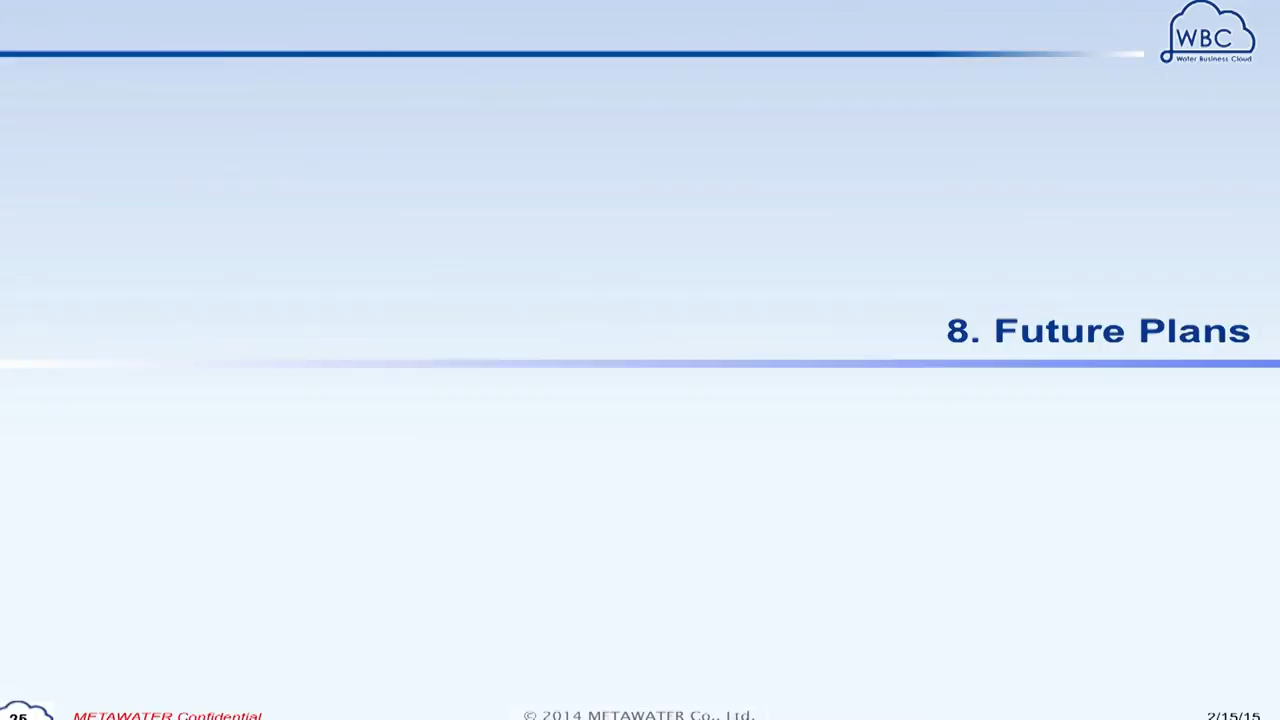 WBC
Water Business Cloud
8. Future Plans
25
METAWATER Confidential
© 2014 METAWATER Co., Ltd.
2/15/15